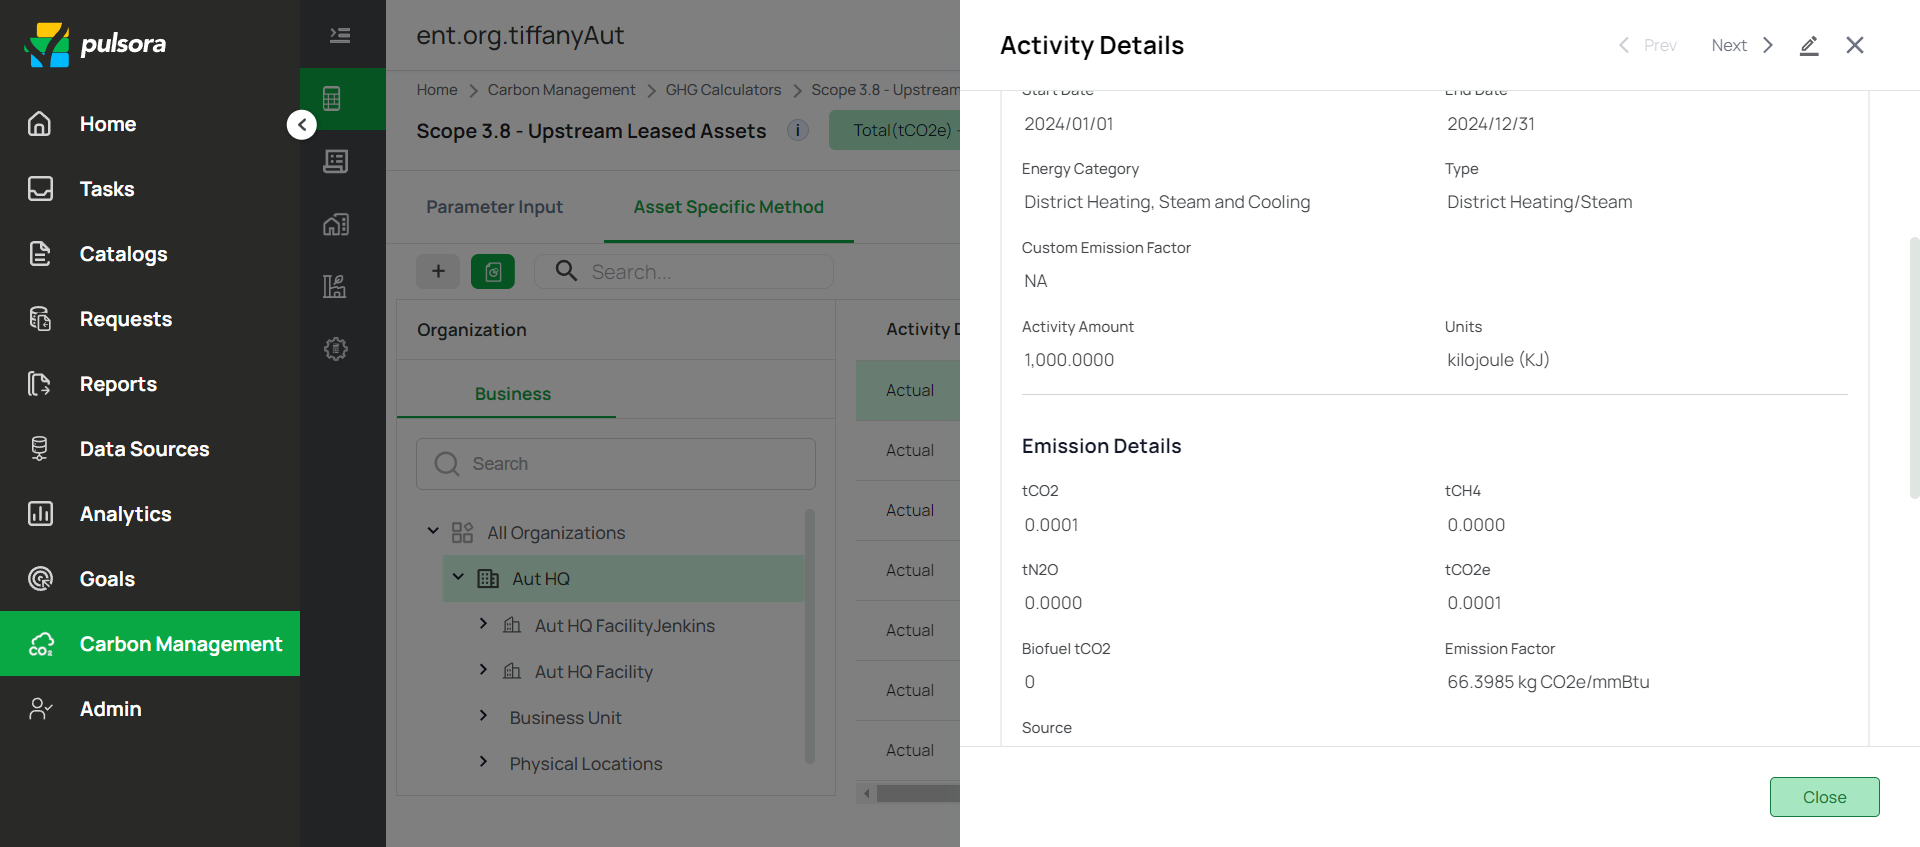 pulsora
Home
Tasks
Catalogs
Requests
Reports
Data Sources
Analytics
Goals
CO₂
Carbon Management
Admin
ent.org.tiffanyAut
Home > Carbon Management > GHG Calculators > Scope 3.8 - Upstream
Scope 3.8 - Upstream Leased Assets i Total(tCO2e) -
Parameter Input Asset Specific Method
+ Search...
Organization
Business
Search
All Organizations
Aut HQ
Aut HQ FacilityJenkins
Aut HQ Facility
Business Unit
Physical Locations
Activity D
Actual
Actual
Actual
Actual
Actual
Actual
Actual
Activity Details
Prev Next
Start Date End Date
2024/01/01 2024/12/31
Energy Category Type
District Heating, Steam and Cooling District Heating/Steam
Custom Emission Factor
NA
Activity Amount Units
1,000.0000 kilojoule (KJ)
Emission Details
tCO2 tCH4
0.0001 0.0000
tN2O tCO2e
0.0000 0.0001
Biofuel tCO2 Emission Factor
0 66.3985 kg CO2e/mmBtu
Source
Close